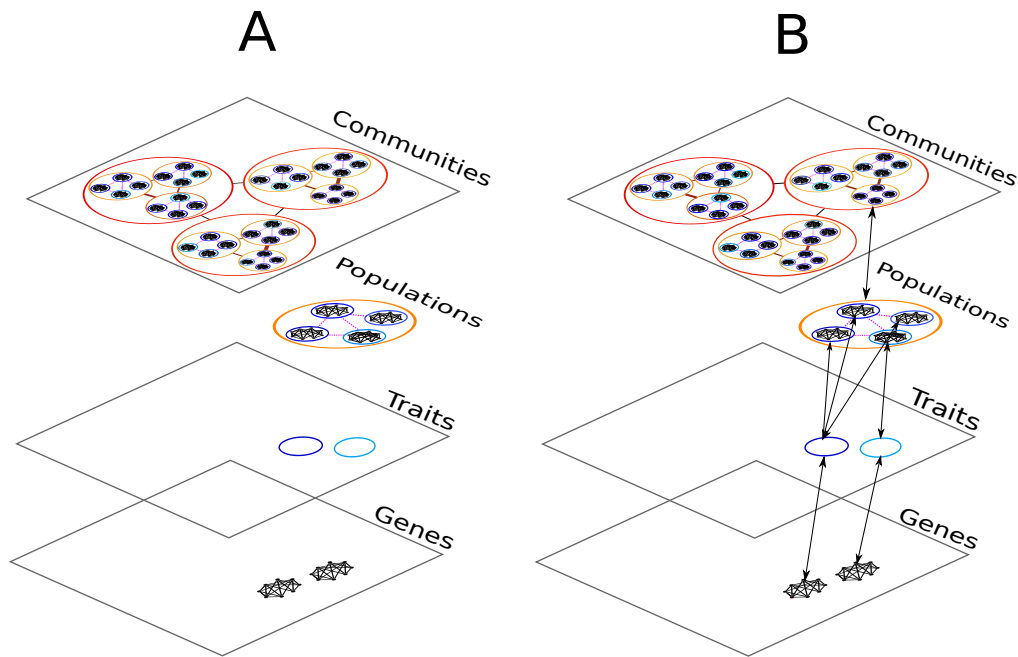 A
B
Communities
Communities
Populations
Populations
Traits
Traits
Genes
Genes